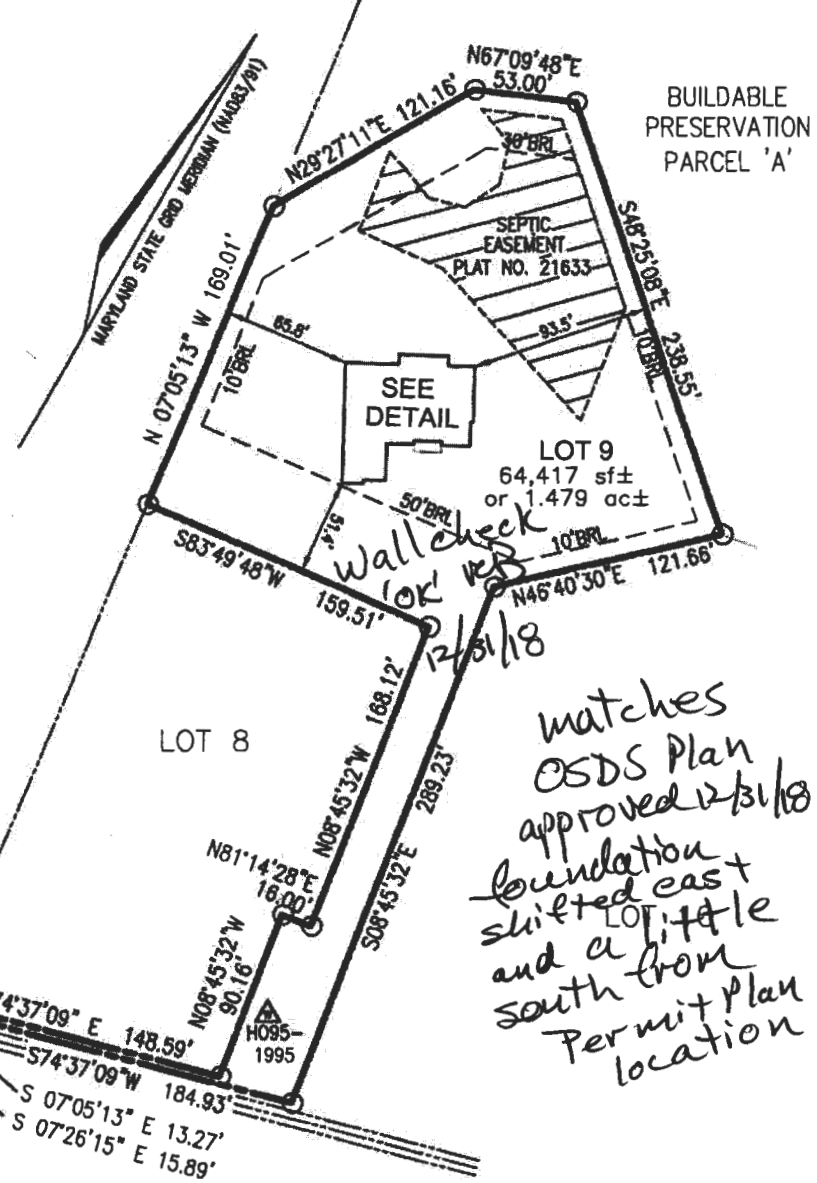 N67°09'48"E
53.00'
BUILDABLE
PRESERVATION
PARCEL 'A'
MARYLAND STATE GRID MERIDIAN (NAD83/91)
N29°27'11"E 121.16'
30'BRL
SEPTIC
EASEMENT
PLAT NO. 21633
S48°25'08"E 238.55'
N 07°05'13" W 169.01'
65.8'
93.5'
10'BRL
10'BRL
SEE
DETAIL
LOT 9
64,417 sf±
or 1.479 ac±
50'BRL
51.4'
10'BRL
S83°49'48"W 159.51'
N46°40'30"E 121.66'
Wall check
'OK'
12/31/18
LOT 8
N08°45'32"W 168.12'
S08°45'32"E 289.23'
N81°14'28"E
16.00'
N08°45'32"W
90.16'
HO95-
1995
matches
OSDS Plan
approved 12/31/18
foundation
shifted east
LOT
and a little
south from
Permit Plan
location
4°37'09" E 148.59'
S74°37'09"W 184.93'
S 07°05'13" E 13.27'
S 07°26'15" E 15.89'